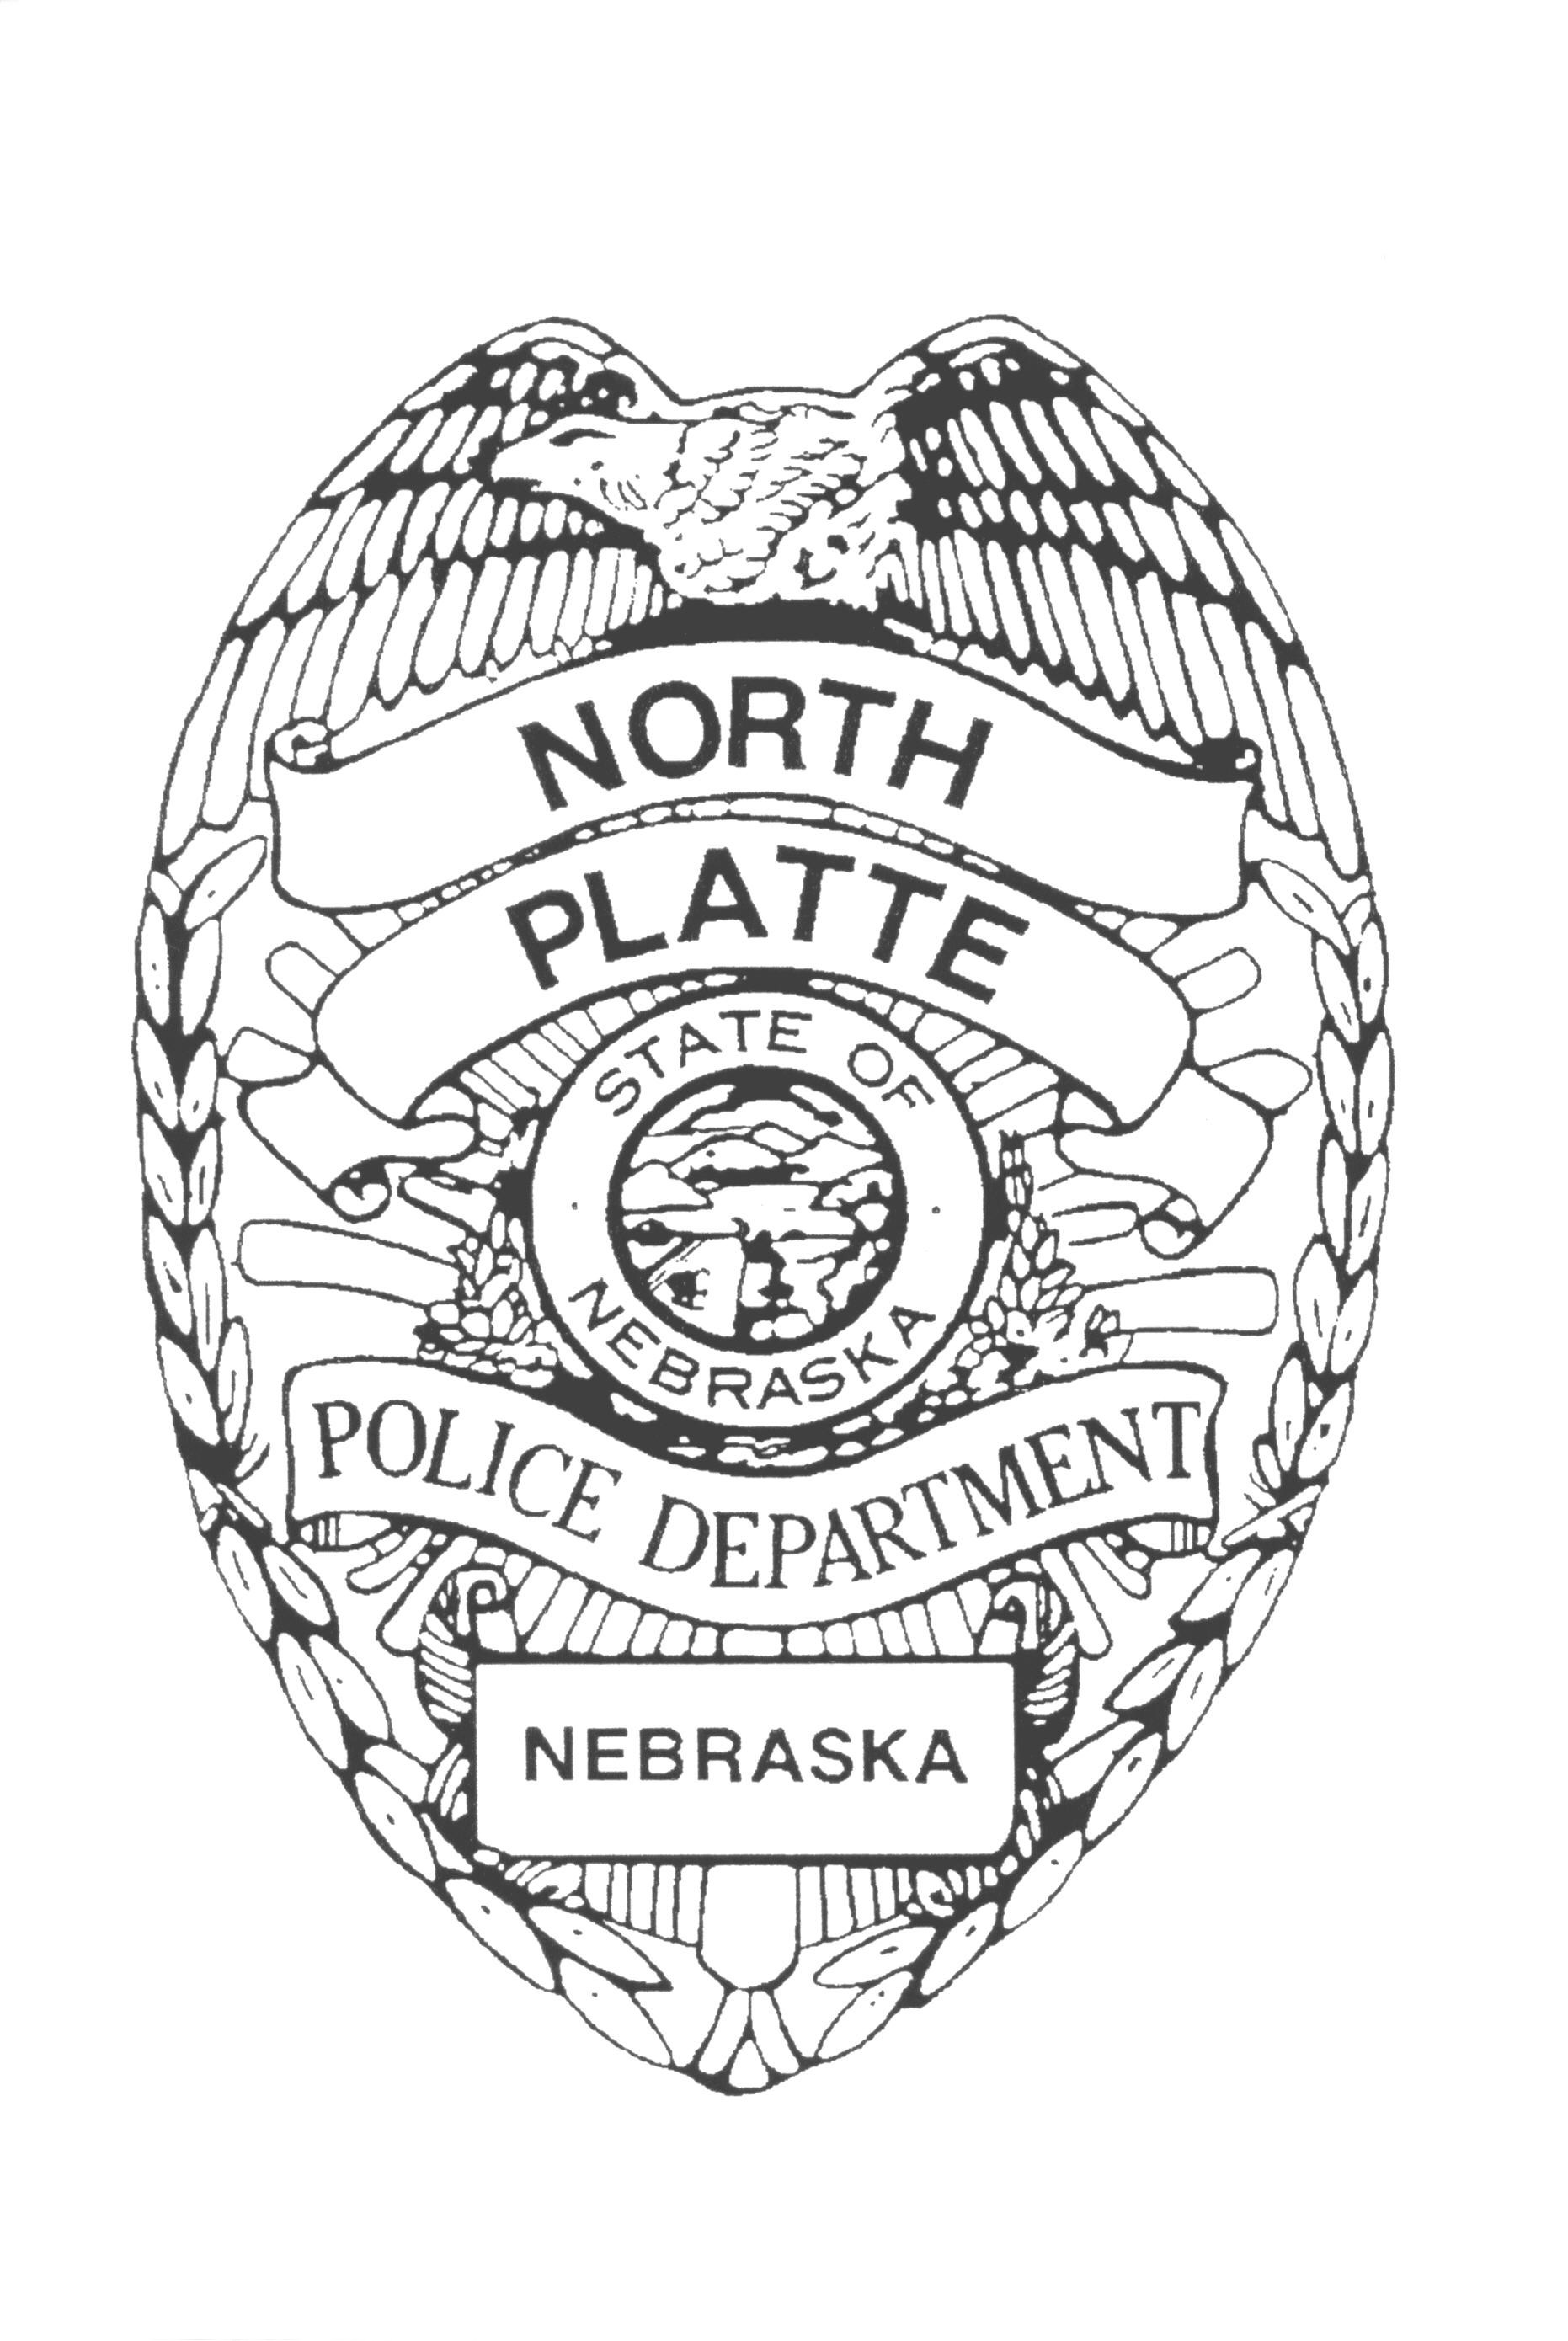 NORTH
PLATTE
STATE OF
NEBRASKA
POLICE DEPARTMENT
NEBRASKA